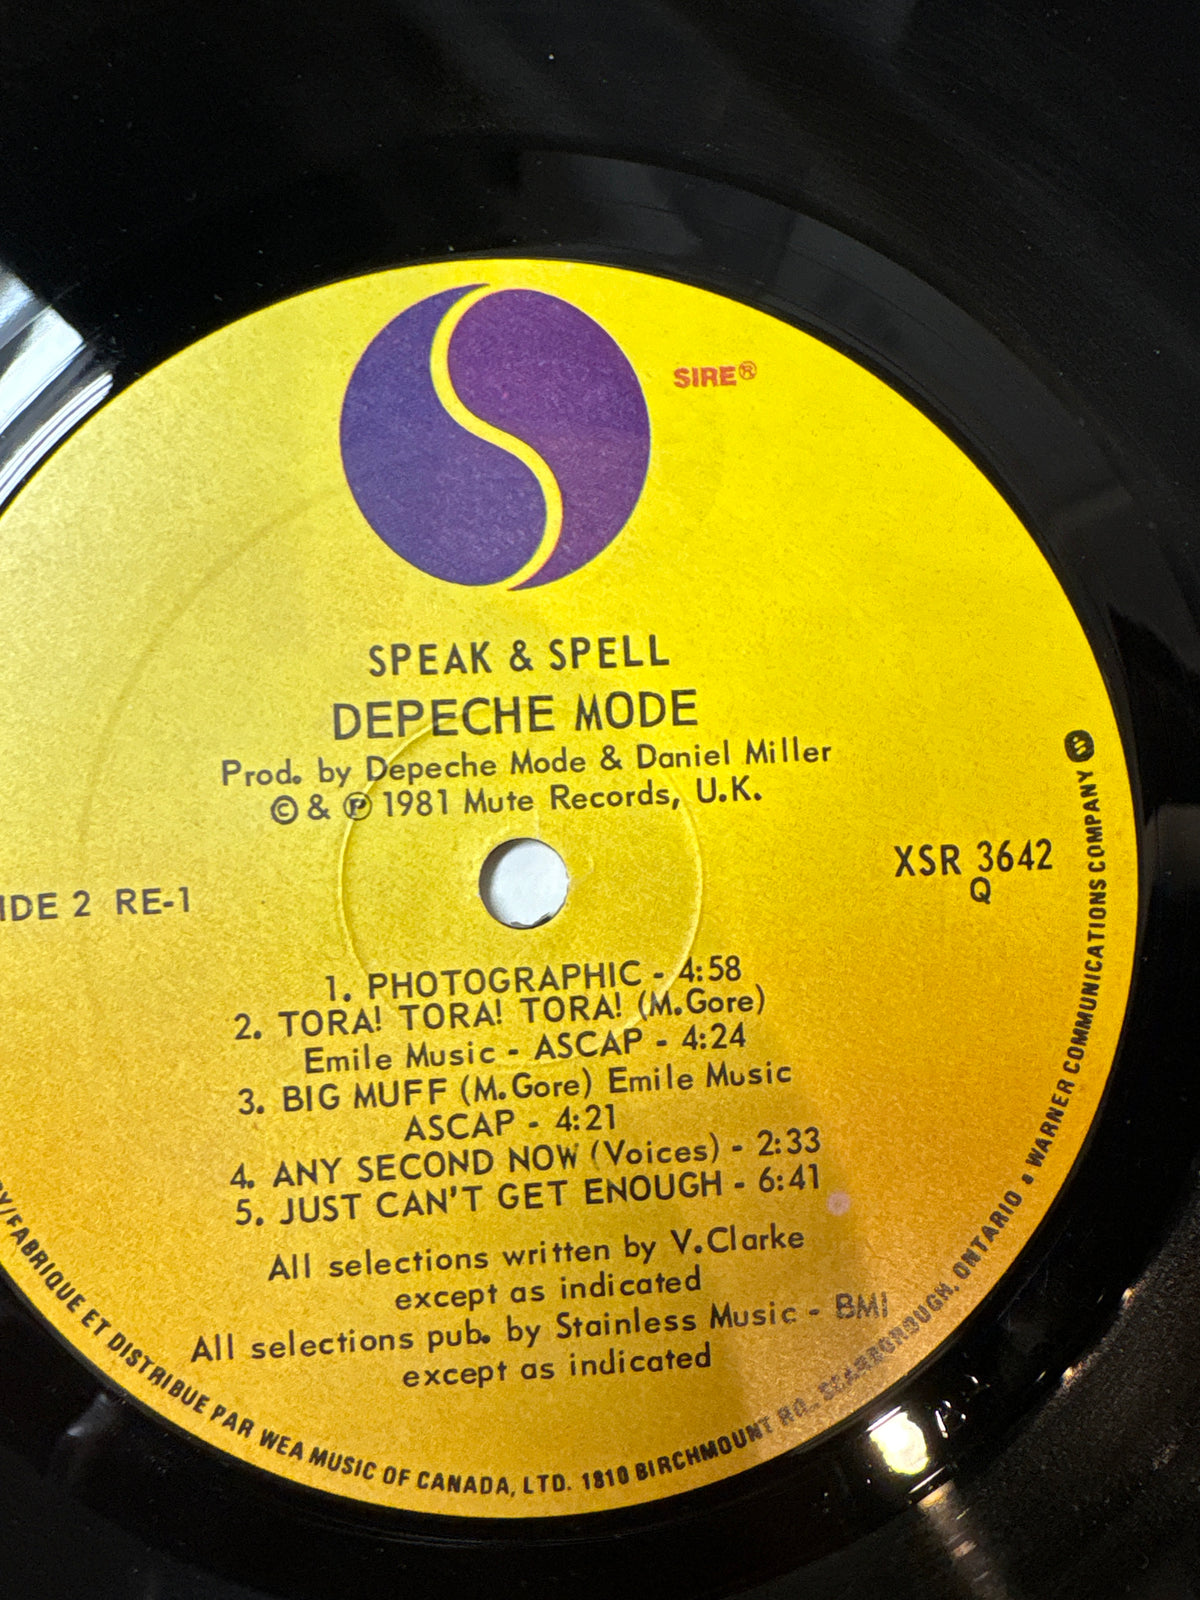 SIRE®
SPEAK & SPELL
DEPECHE MODE
Prod. by Depeche Mode & Daniel Miller
© & ℗ 1981 Mute Records, U.K.
IDE 2 RE-1
XSR 3642
Q
1. PHOTOGRAPHIC - 4:58
2. TORA! TORA! TORA! (M.Gore)
Emile Music - ASCAP - 4:24
3. BIG MUFF (M.Gore) Emile Music
ASCAP - 4:21
4. ANY SECOND NOW (Voices) - 2:33
5. JUST CAN'T GET ENOUGH - 6:41
All selections written by V.Clarke
except as indicated
All selections pub. by Stainless Music - BMI
except as indicated
/FABRIQUE ET DISTRIBUE PAR WEA MUSIC OF CANADA, LTD. 1810 BIRCHMOUNT RD., SCARBOROUGH, ONTARIO a WARNER COMMUNICATIONS COMPANY